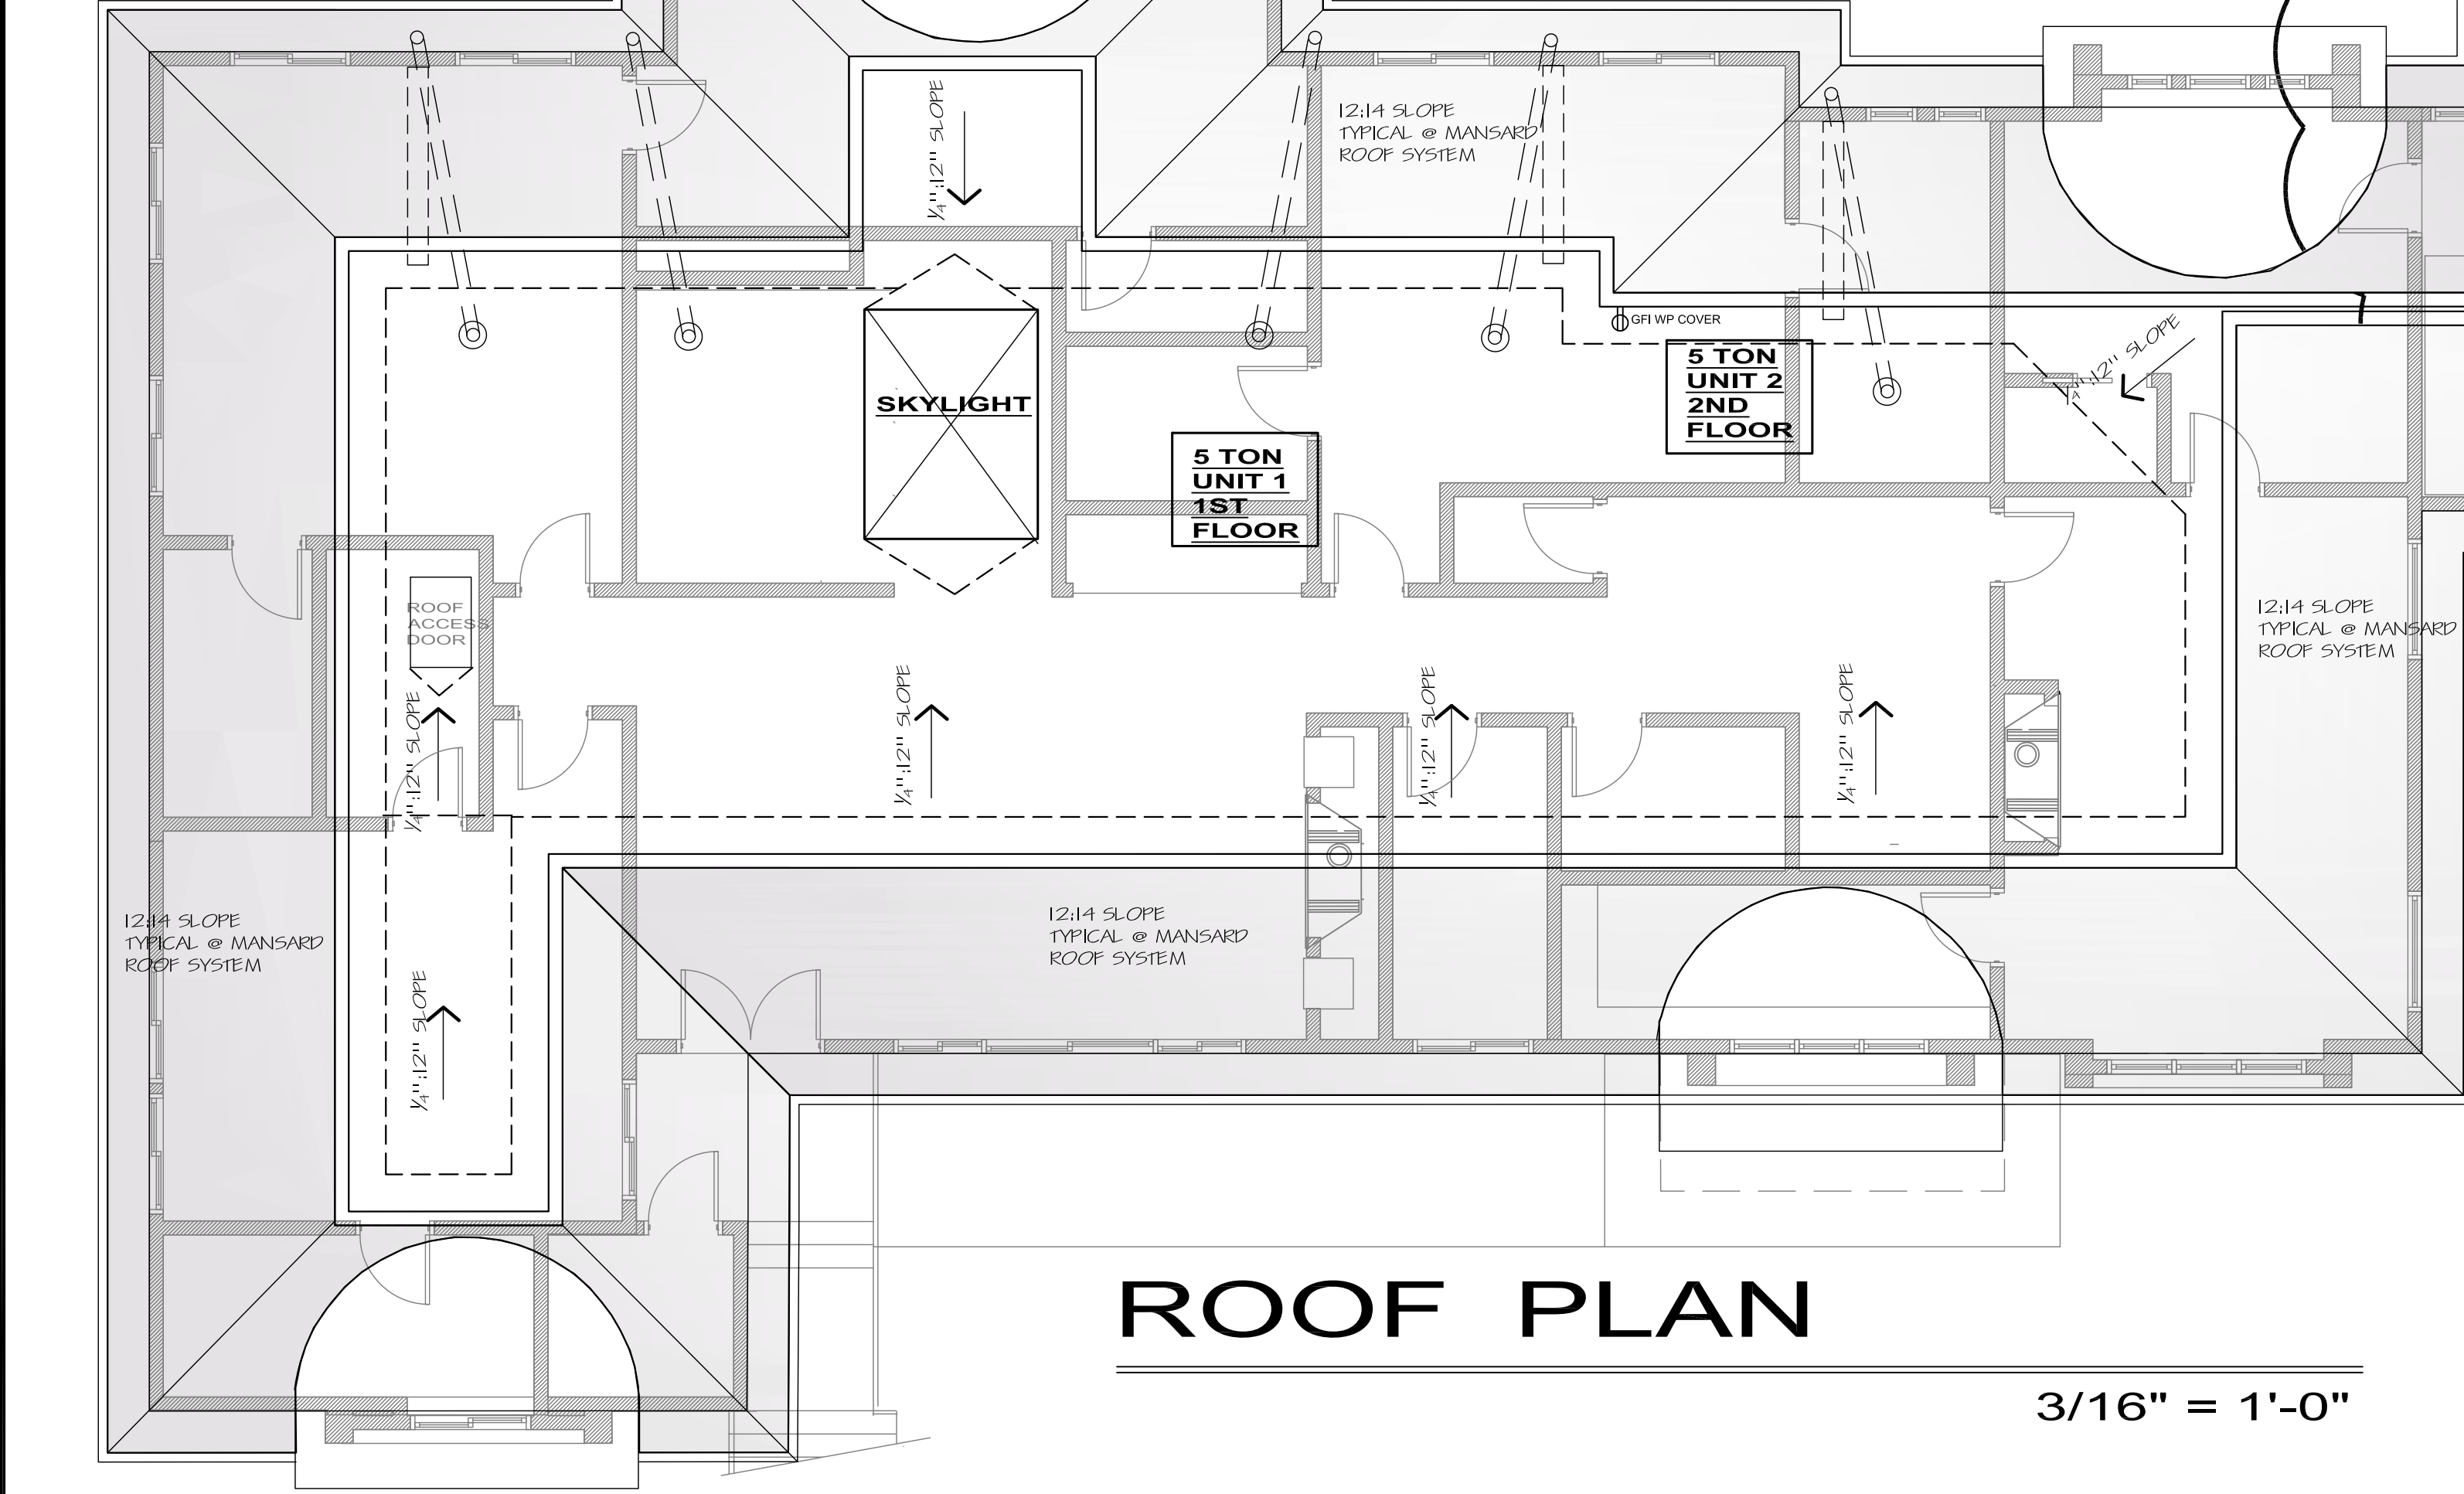 ¼":12" SLOPE
12:14 SLOPE
TYPICAL @ MANSARD
ROOF SYSTEM
GFI WP COVER
¼":12" SLOPE
5 TON
UNIT 2
2ND
FLOOR
SKYLIGHT
5 TON
UNIT 1
1ST
FLOOR
ROOF
ACCESS
DOOR
12:14 SLOPE
TYPICAL @ MANSARD
ROOF SYSTEM
¼":12" SLOPE
¼":12" SLOPE
¼":12" SLOPE
¼":12" SLOPE
12:14 SLOPE
TYPICAL @ MANSARD
ROOF SYSTEM
12:14 SLOPE
TYPICAL @ MANSARD
ROOF SYSTEM
¼":12" SLOPE
ROOF PLAN
3/16" = 1'-0"